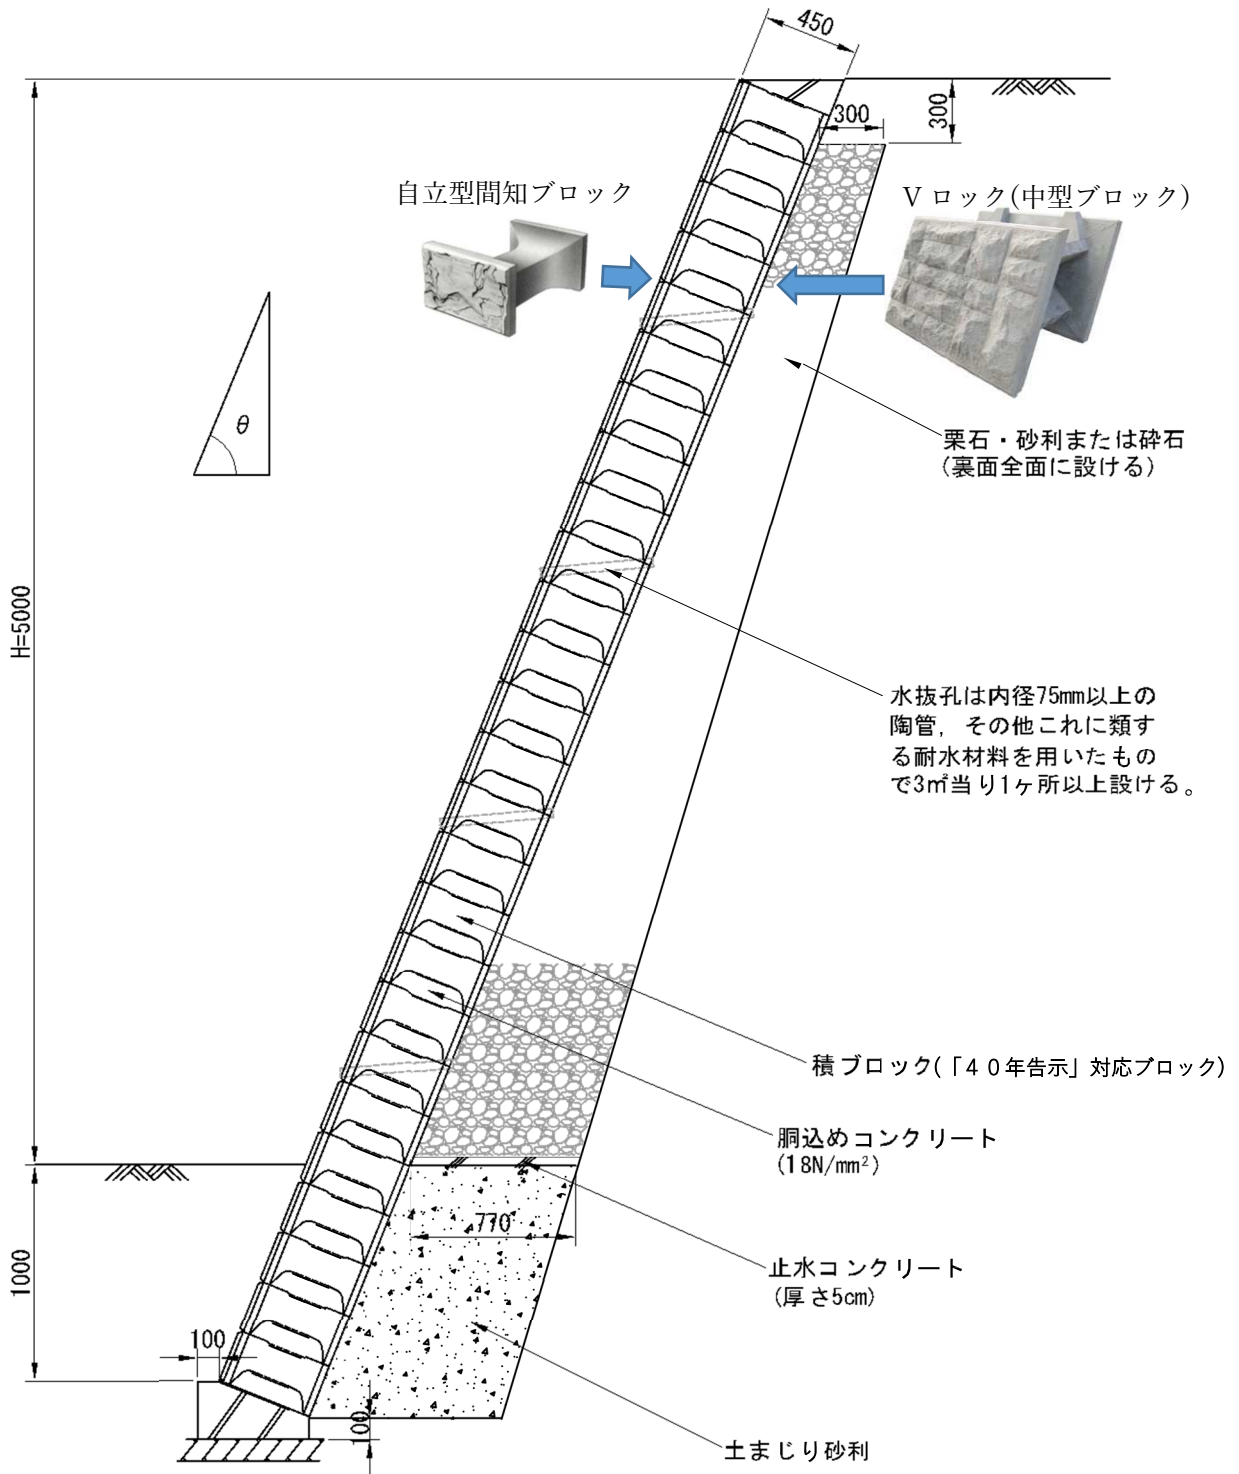 450
300
300
自立型間知ブロック
Vロック(中型ブロック)
θ
栗石・砂利または砕石
(裏面全面に設ける)
H=5000
水抜孔は内径75mm以上の
陶管，その他これに類す
る耐水材料を用いたもの
で3㎡当り1ヶ所以上設ける。
積ブロック(「４０年告示」対応ブロック)
胴込めコンクリート
(18N/mm²)
770
1000
止水コンクリート
(厚さ5cm)
100
100
土まじり砂利